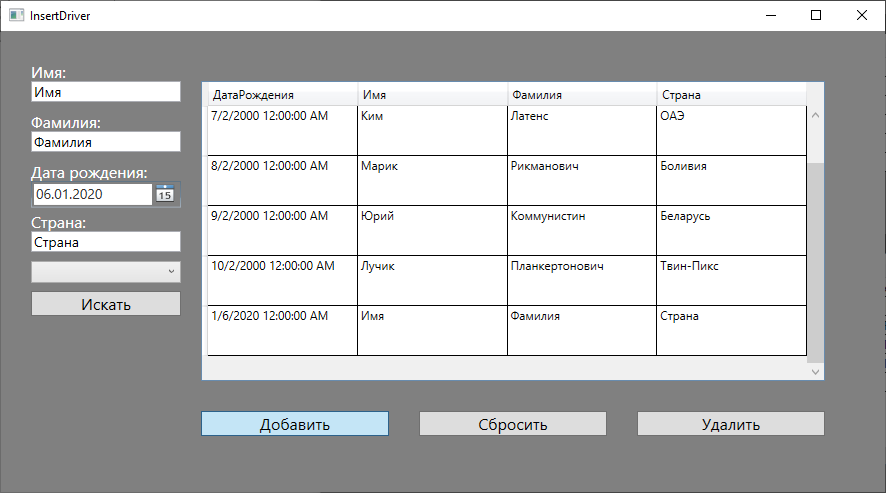 InsertDriver
Имя:
Имя
Фамилия:
Фамилия
Дата рождения:
06.01.2020 15
Страна:
Страна
Искать
ДатаРождения Имя Фамилия Страна
7/2/2000 12:00:00 AM Ким Латенс ОАЭ
8/2/2000 12:00:00 AM Марик Рикманович Боливия
9/2/2000 12:00:00 AM Юрий Коммунистин Беларусь
10/2/2000 12:00:00 AM Лучик Планкертонович Твин-Пикс
1/6/2020 12:00:00 AM Имя Фамилия Страна
Добавить Сбросить Удалить